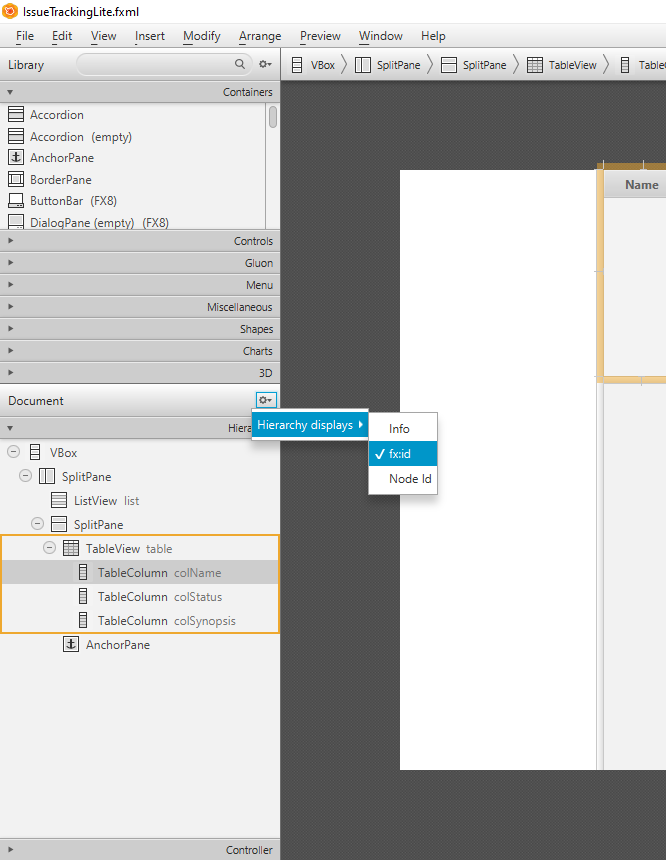 IssueTrackingLite.fxml
File Edit View Insert Modify Arrange Preview Window Help
Library
VBox SplitPane SplitPane TableView Table
Containers
Accordion
Accordion (empty)
AnchorPane
BorderPane
ButtonBar (FX8)
DialogPane (empty) (FX8)
Controls
Gluon
Menu
Miscellaneous
Shapes
Charts
3D
Name
Document
Hierarchy displays
Info
fx:id
Node Id
Hiera
VBox
SplitPane
ListView list
SplitPane
TableView table
TableColumn colName
TableColumn colStatus
TableColumn colSynopsis
AnchorPane
Controller